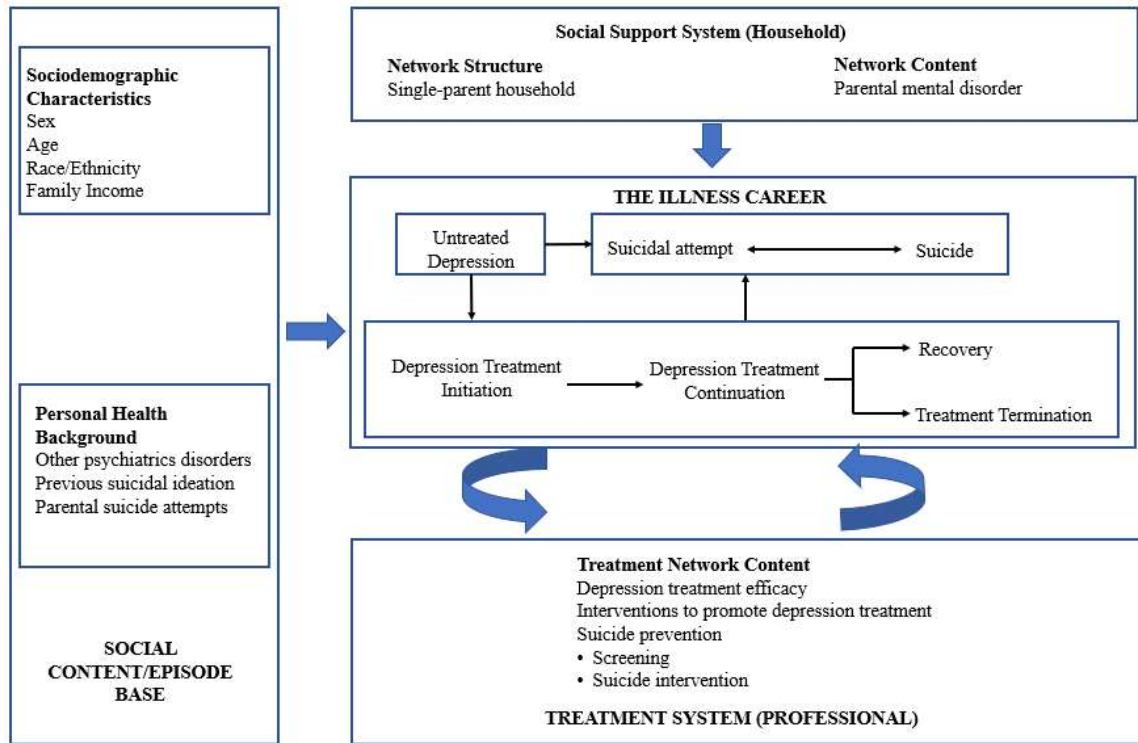 Sociodemographic
Characteristics
Sex
Age
Race/Ethnicity
Family Income
Personal Health
Background
Other psychiatrics disorders
Previous suicidal ideation
Parental suicide attempts
SOCIAL
CONTENT/EPISODE
BASE
Social Support System (Household)
Network Structure
Single-parent household
Network Content
Parental mental disorder
THE ILLNESS CAREER
Untreated
Depression
Suicidal attempt
Suicide
Depression Treatment
Initiation
Depression Treatment
Continuation
Recovery
Treatment Termination
Treatment Network Content
Depression treatment efficacy
Interventions to promote depression treatment
Suicide prevention
• Screening
• Suicide intervention
TREATMENT SYSTEM (PROFESSIONAL)